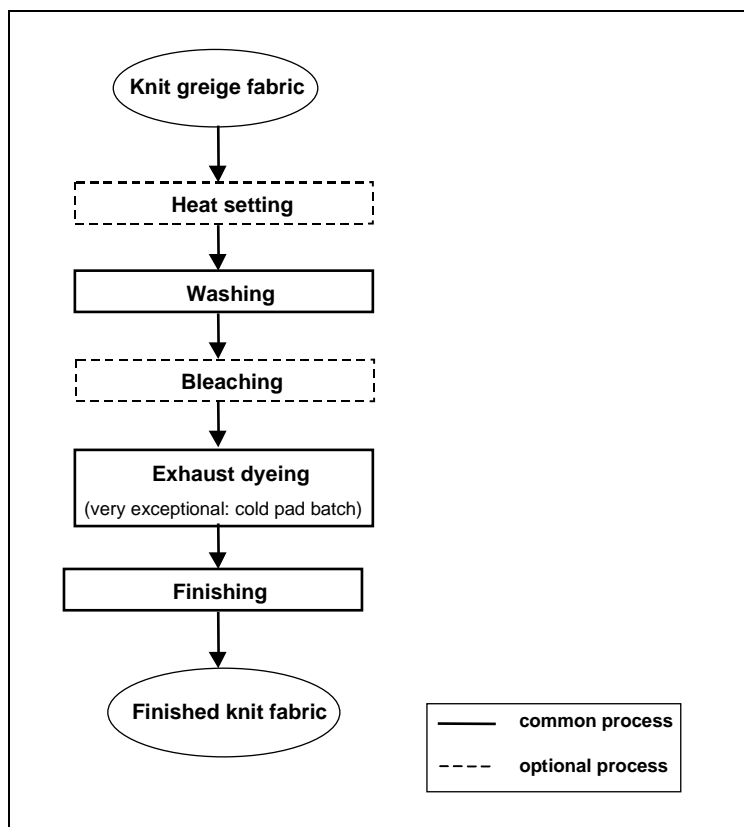 Knit greige fabric
Heat setting
Washing
Bleaching
Exhaust dyeing
(very exceptional: cold pad batch)
Finishing
Finished knit fabric
common process
optional process